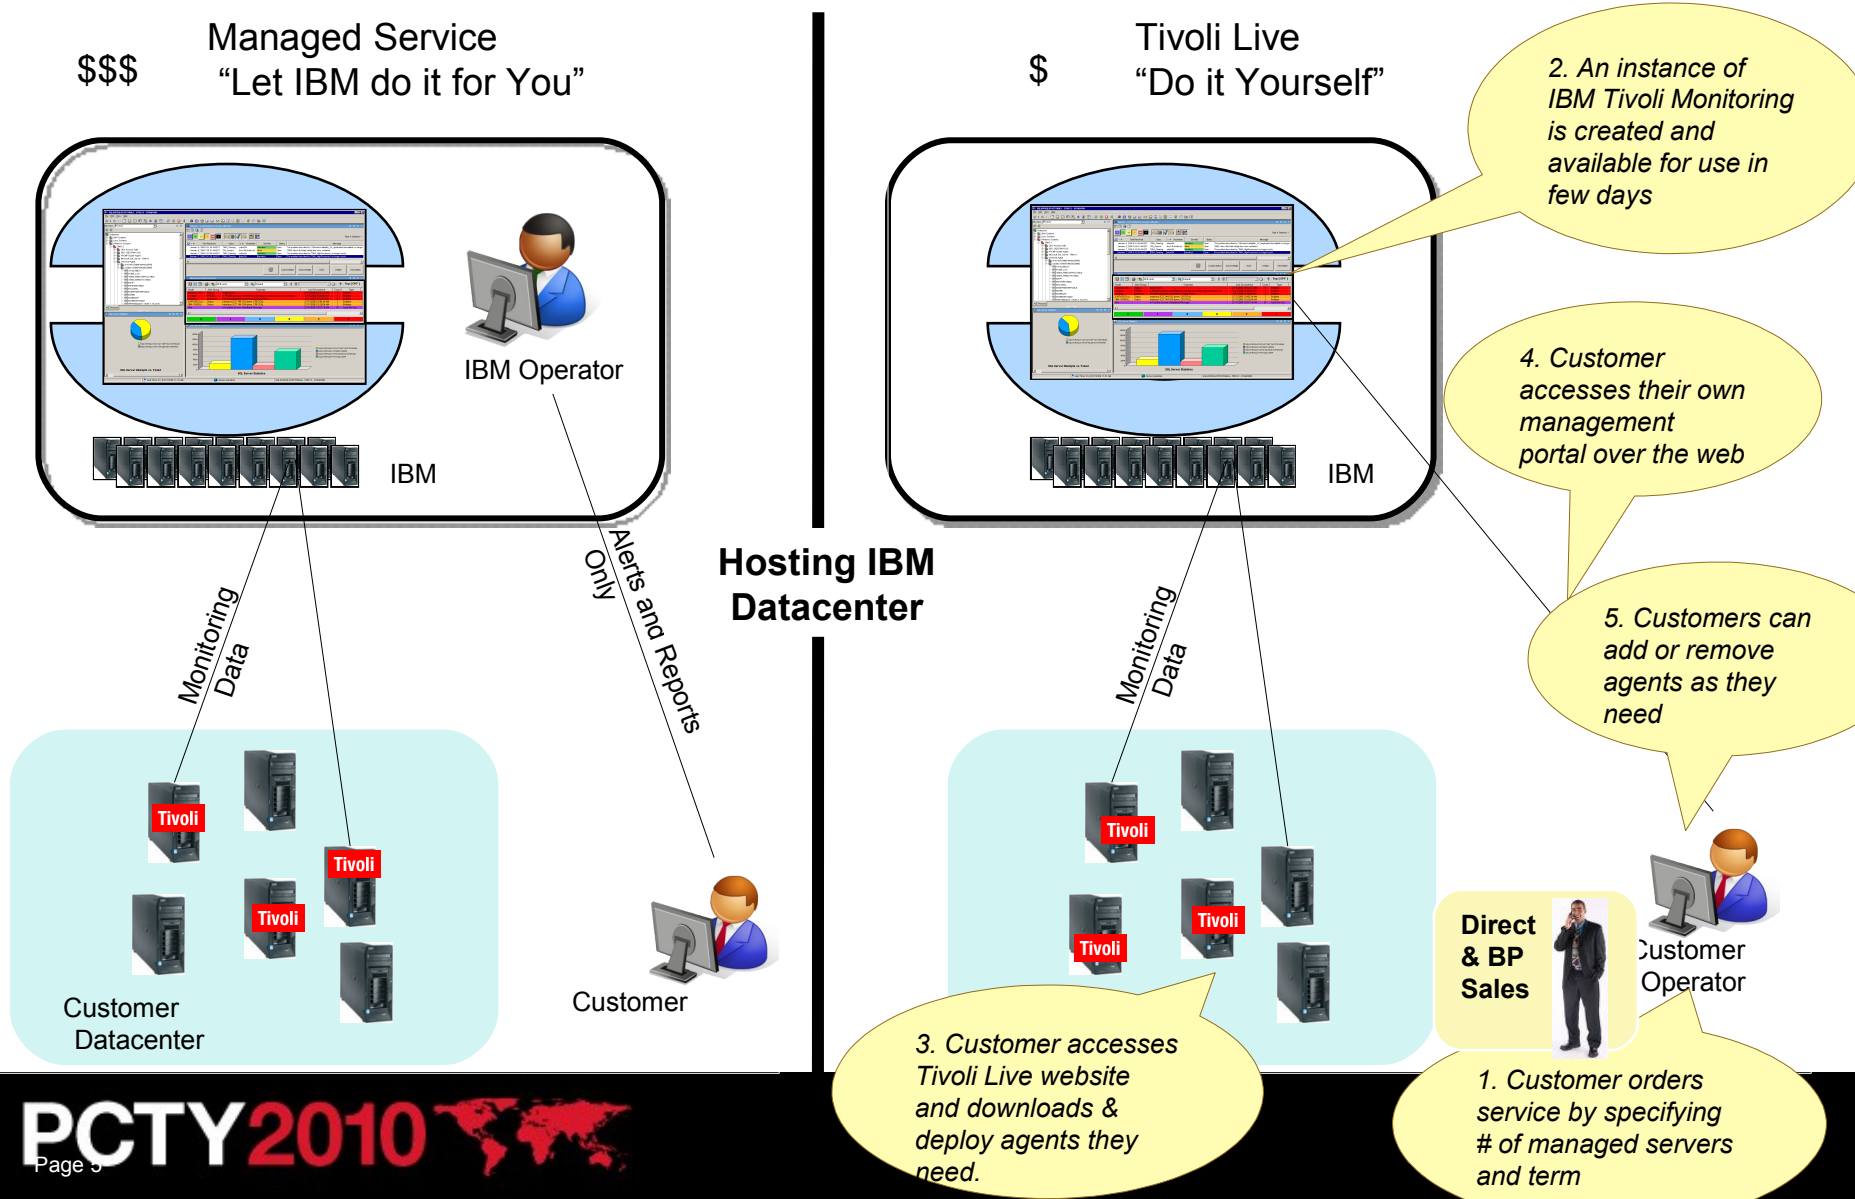 $$$
Managed Service
“Let IBM do it for You”
IBM Operator
IBM
Monitoring
Data
Alerts and Reports
Only
Tivoli
Tivoli
Tivoli
Customer
Datacenter
Customer
Hosting IBM
Datacenter
$
Tivoli Live
“Do it Yourself”
2. An instance of
IBM Tivoli Monitoring
is created and
available for use in
few days
IBM
4. Customer
accesses their own
management
portal over the web
Monitoring
Data
5. Customers can
add or remove
agents as they
need
Tivoli
Tivoli
Tivoli
Direct
& BP
Sales
Customer
Operator
3. Customer accesses
Tivoli Live website
and downloads &
deploy agents they
need.
1. Customer orders
service by specifying
# of managed servers
and term
PCTY2010
Page 5